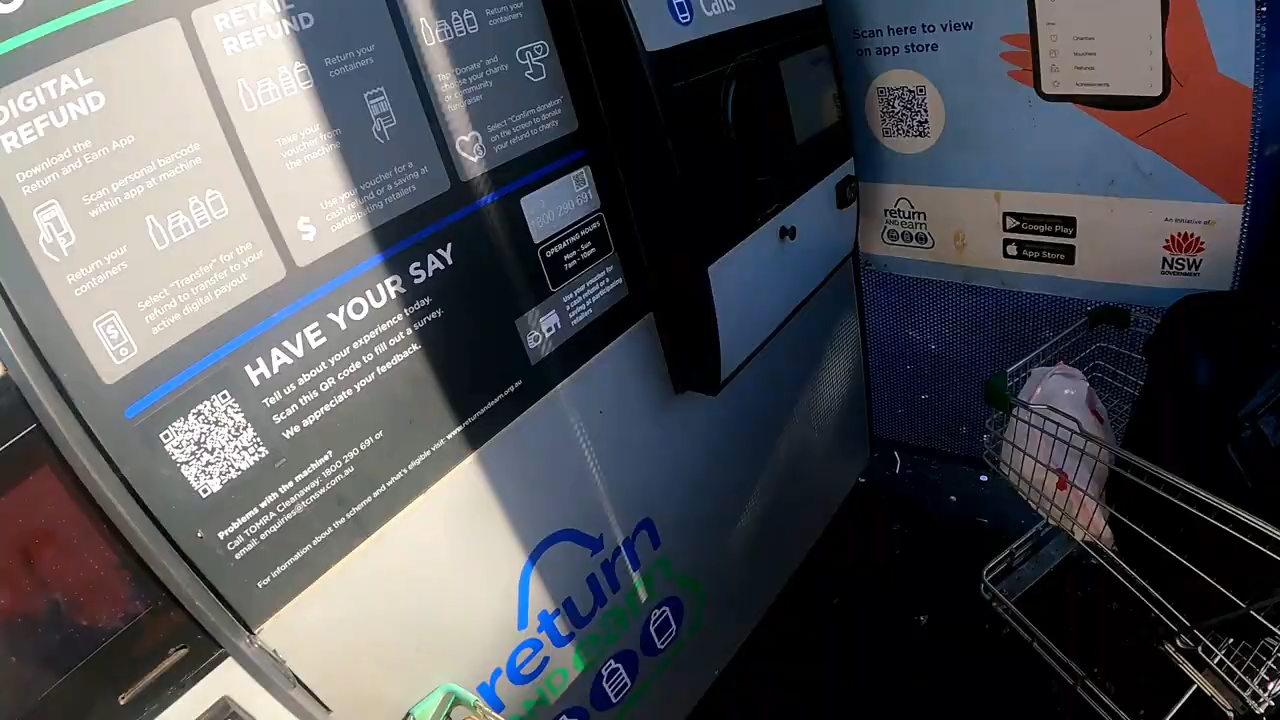 DIGITAL
REFUND
Download the
Return and Earn App
Scan personal barcode
within app at machine
Return your
containers
Select "Transfer" for the
refund to transfer to your
active digital payout
RETAIL
REFUND
Return your
containers
Take your
voucher from
the machine
Use your voucher for a
cash refund or a saving at
participating retailers
Return your
containers
Tap "Donate" and
choose your charity
or community
fundraiser
Select "Confirm donation"
on the screen to donate
your refund to charity
HAVE YOUR SAY
Tell us about your experience today.
Scan this QR code to fill out a survey.
We appreciate your feedback.
Problems with the machine?
Call TOMRA Cleanaway: 1800 290 691 or
email: enquiries@tcnsw.com.au
For information about the scheme and what's eligible visit: www.returnandearn.org.au
1800 290 691
OPERATING HOURS
Mon - Sun
7am - 10pm
Use your voucher for
a cash refund or a
saving at participating
retailers
return
AND earn
Cans
Scan here to view
on app store
Charities
Vouchers
Refunds
Achievements
return
AND earn
Google Play
App Store
An initiative of
NSW
GOVERNMENT